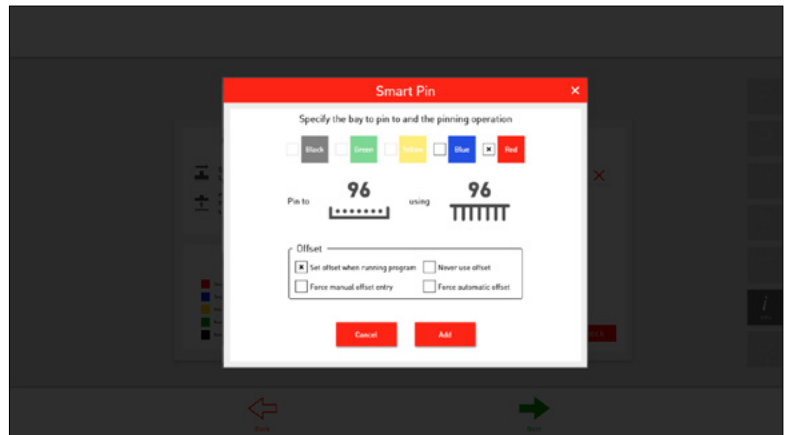 Smart Pin
Specify the bay to pin to and the pinning operation
Black Green Yellow Blue Red
96 96
Pin to using
Offset
Set offset when running program Never use offset
Force manual offset entry Force automatic offset
Cancel Add
Back Next